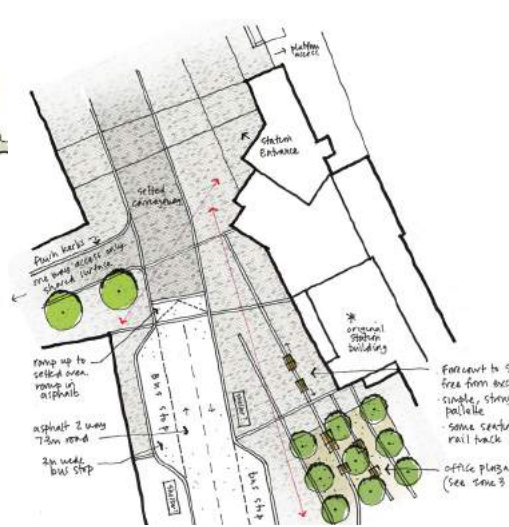 platform
access
station
Entrance
setted
carriageway
flush kerbs
one way access only
shared surface
*
original
station
building
ramp up to
setted area.
ramp in
asphalt
asphalt 2 way
7.3m road
3m wide
bus stop
Bus stop
shelter
shelter
Bus stop
Forecourt to S
free from
simple, stron
pallette
- some seatin
rail track
office plaza
(see zone 3